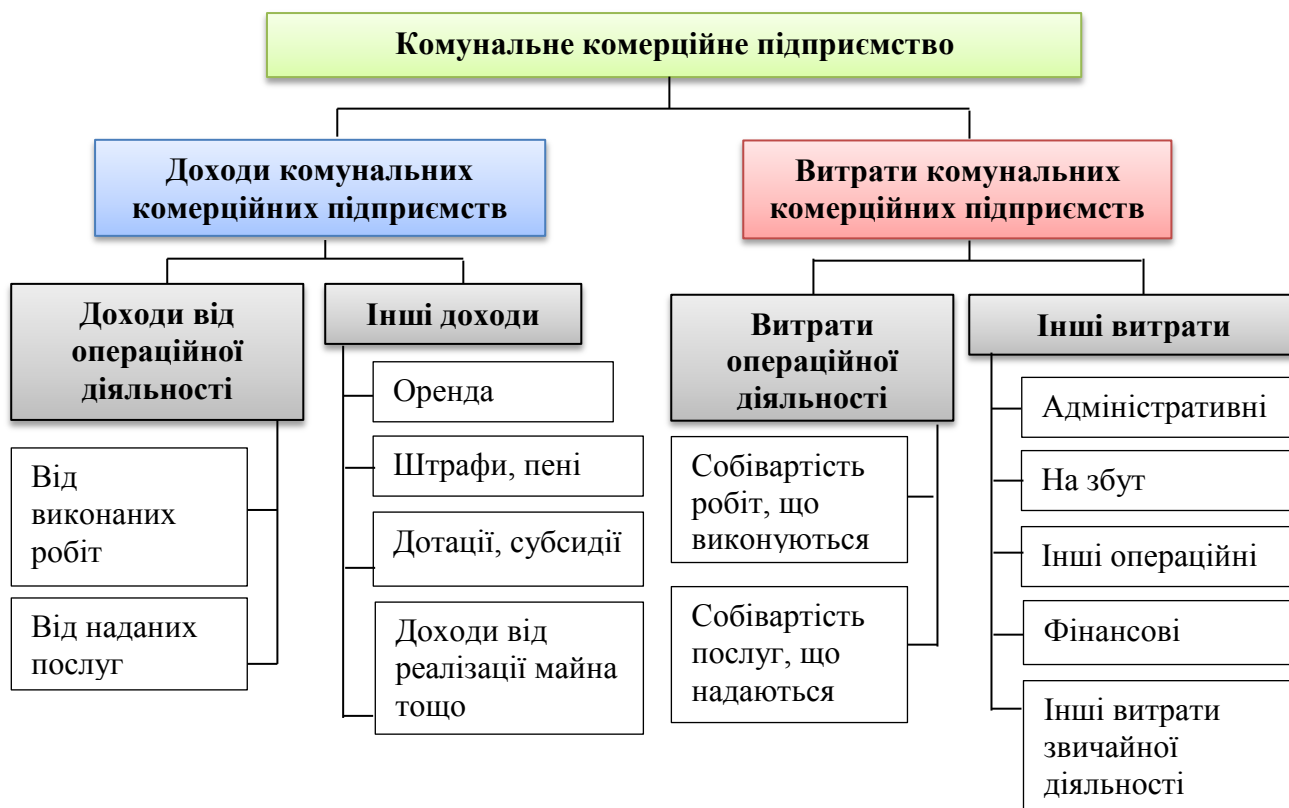 Комунальне комерційне підприємство
Доходи комунальних
комерційних підприємств
Витрати комунальних
комерційних підприємств
Доходи від
операційної
діяльності
Інші доходи
Витрати
операційної
діяльності
Інші витрати
Від
виконаних
робіт
Від наданих
послуг
Оренда
Штрафи, пені
Дотації, субсидії
Доходи від
реалізації майна
тощо
Собівартість
робіт, що
виконуються
Собівартість
послуг, що
надаються
Адміністративні
На збут
Інші операційні
Фінансові
Інші витрати
звичайної
діяльності